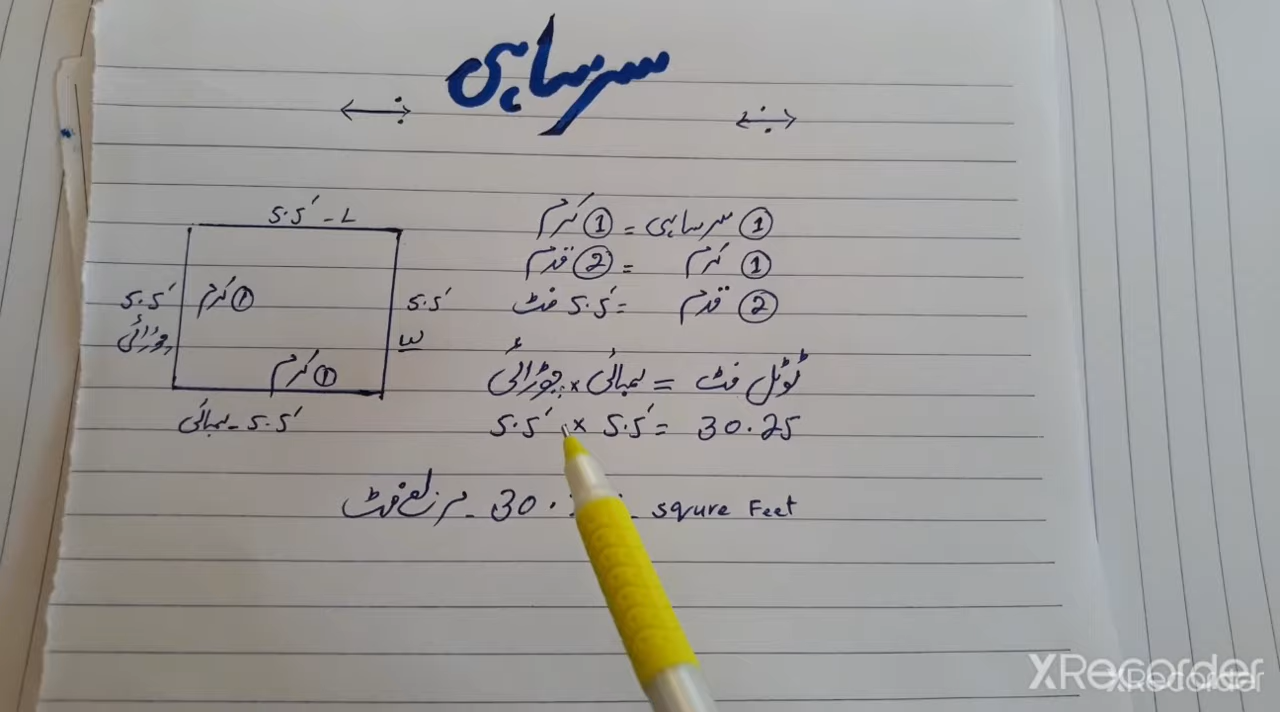 سرساہی
5.5' - L
① سرساہی = ① کرم
① کرم = ② قدم
② قدم = 5.5' فٹ
5.5' ① کرم 5.5'
چوڑائی W
① کرم
لمبائی - 5.5'
ٹوٹل فٹ = لمبائی × چوڑائی
5.5' × 5.5' = 30.25
مربع فٹ - 30. squre Feet
XRecorder
XRecorder